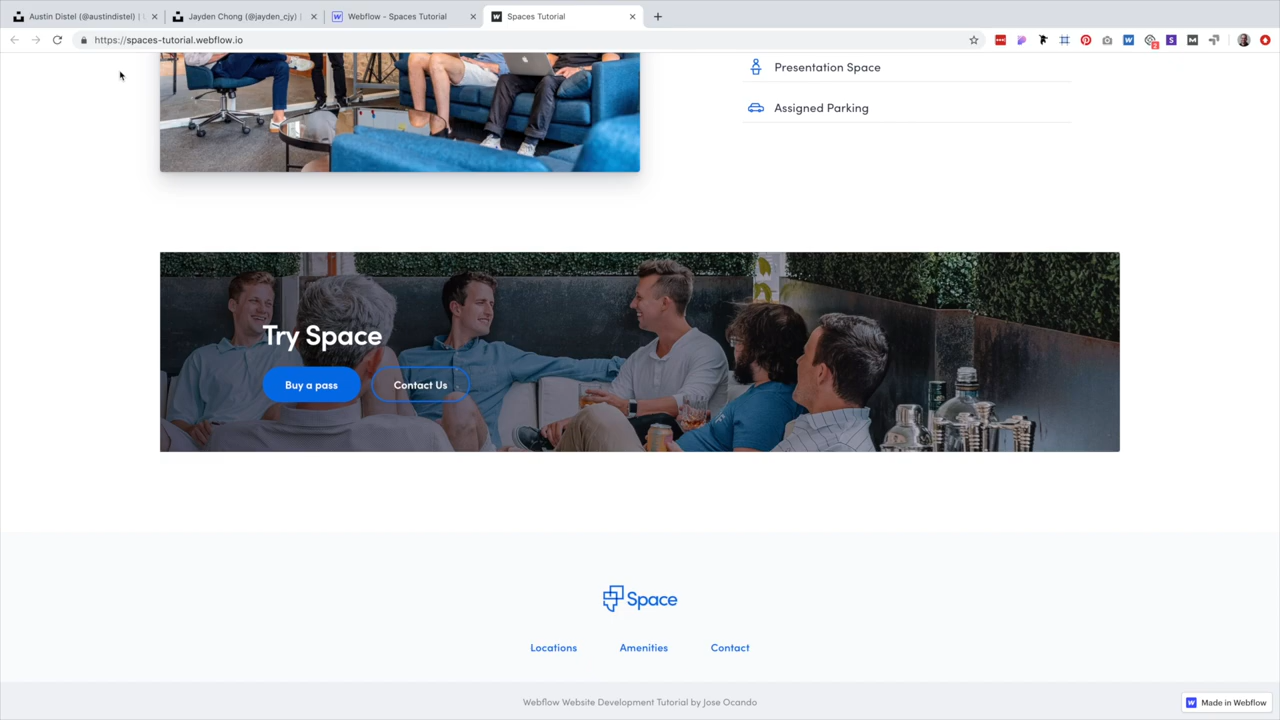 Austin Distel (@austindistel) |
Jayden Chong (@jayden_cjy) |
Webflow - Spaces Tutorial
Spaces Tutorial
https://spaces-tutorial.webflow.io
2
Presentation Space
Assigned Parking
Try Space
Buy a pass
Contact Us
Space
Locations
Amenities
Contact
Webflow Website Development Tutorial by Jose Ocando
Made in Webflow